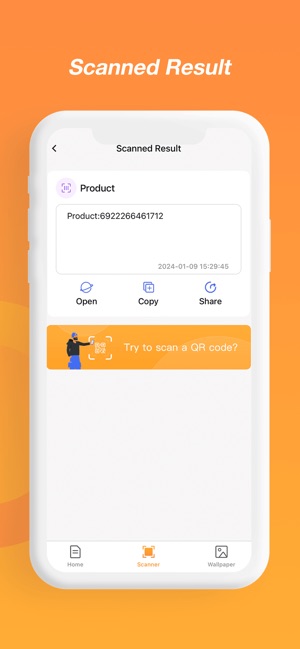 Scanned Result
Scanned Result
Product
Product:6922266461712
2024-01-09 15:29:45
Open
Copy
Share
Try to scan a QR code?
Home
Scanner
Wallpaper